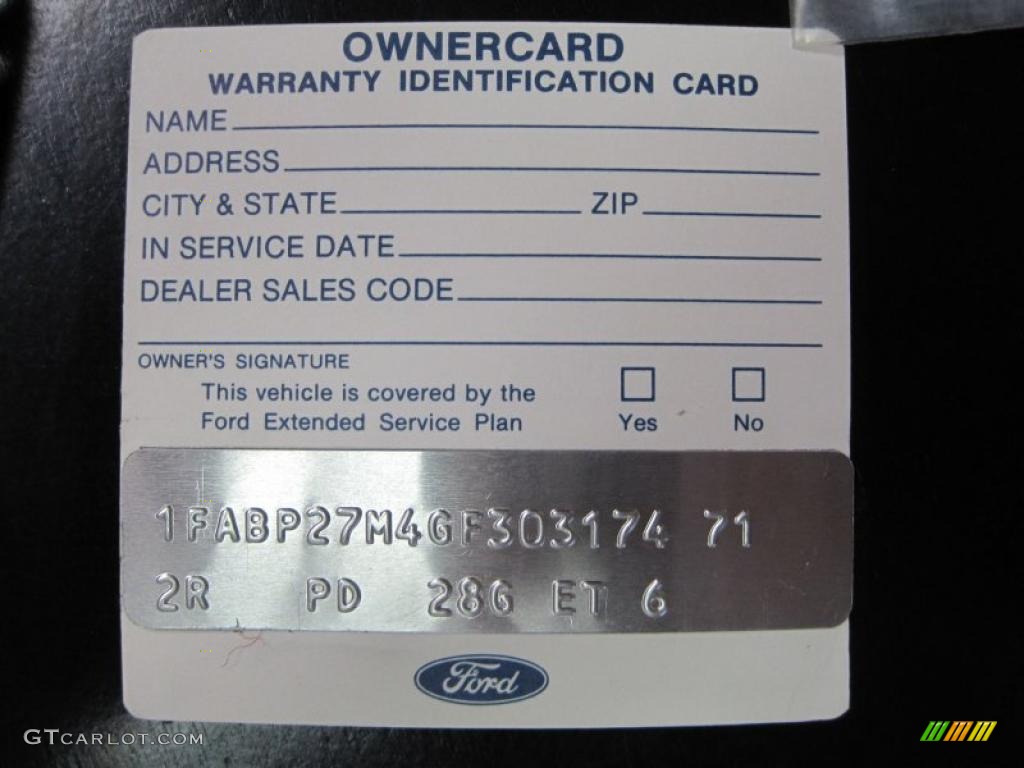 OWNERCARD
WARRANTY IDENTIFICATION CARD
NAME
ADDRESS
CITY & STATE ZIP
IN SERVICE DATE
DEALER SALES CODE
OWNER'S SIGNATURE
This vehicle is covered by the
Ford Extended Service Plan
Yes No
1FABP27M4GF303174 71
2R PD 28G ET 6
Ford
GTCARLOT.COM